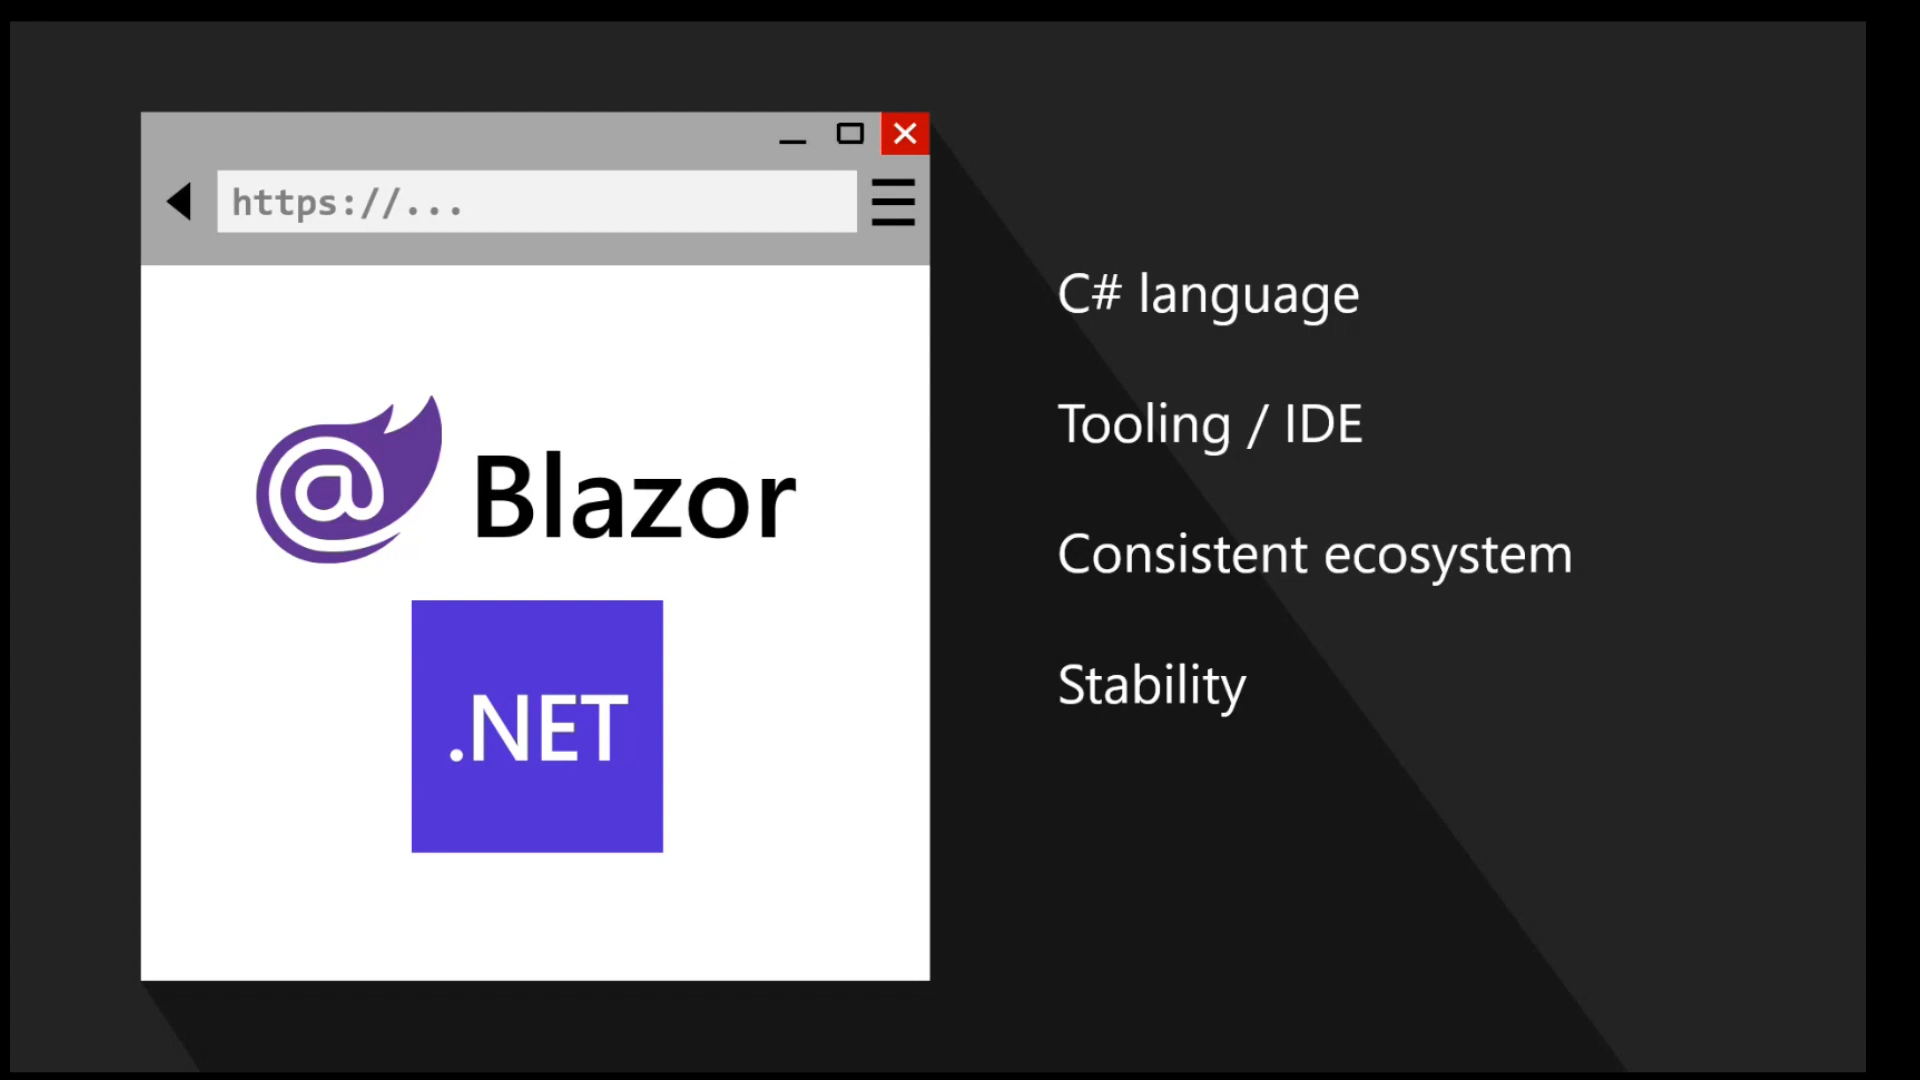 https://...
@ Blazor
.NET
C# language
Tooling / IDE
Consistent ecosystem
Stability